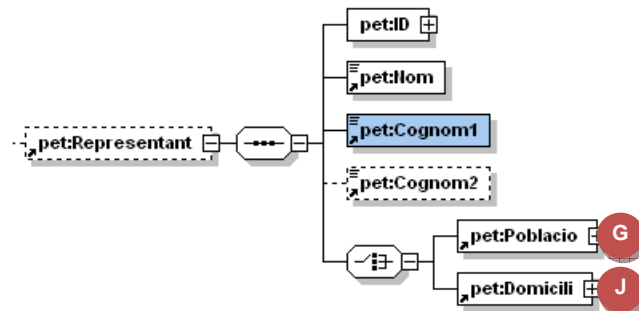 pet:ID
pet:Nom
pet:Representant
pet:Cognom1
pet:Cognom2
pet:Poblacio G
pet:Domicili J